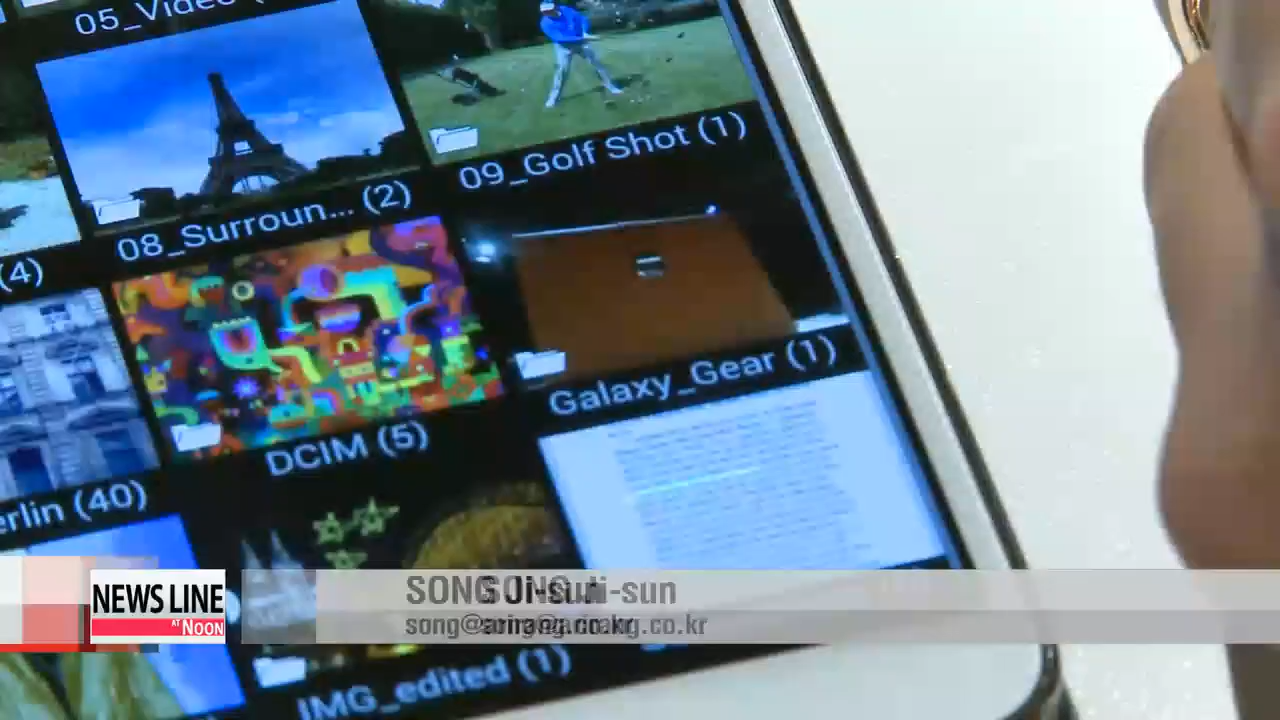 05_Video
09_Golf Shot (1)
08_Surroun... (2)
(4)
Galaxy_Gear (1)
DCIM (5)
erlin (40)
IMG_edited (1)
NEWS LINE
AT NOON
SONG Ji-sun